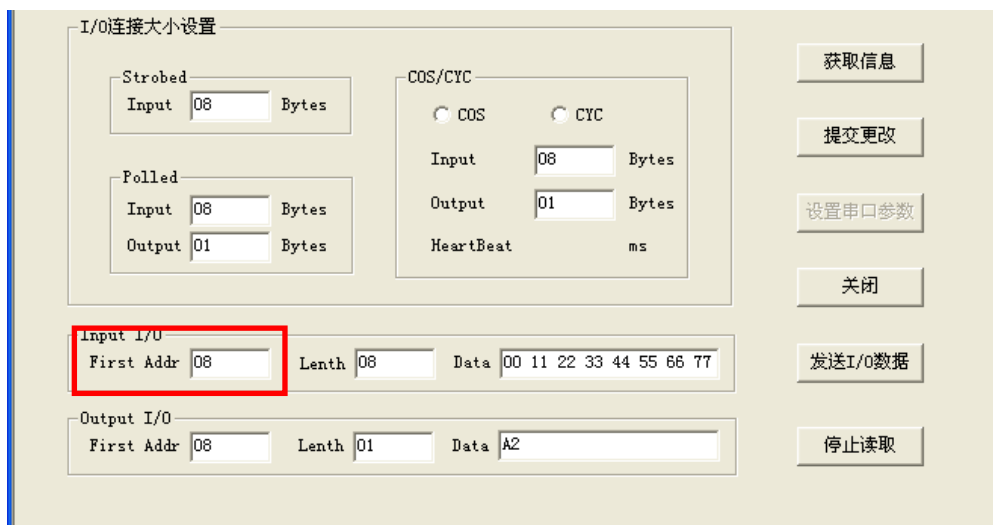 I/O连接大小设置
Strobed
Input 08 Bytes
Polled
Input 08 Bytes
Output 01 Bytes
COS/CYC
COS CYC
Input 08 Bytes
Output 01 Bytes
HeartBeat ms
获取信息
提交更改
设置串口参数
关闭
Input I/O
First Addr 08 Lenth 08 Data 00 11 22 33 44 55 66 77
发送I/O数据
Output I/O
First Addr 08 Lenth 01 Data A2
停止读取